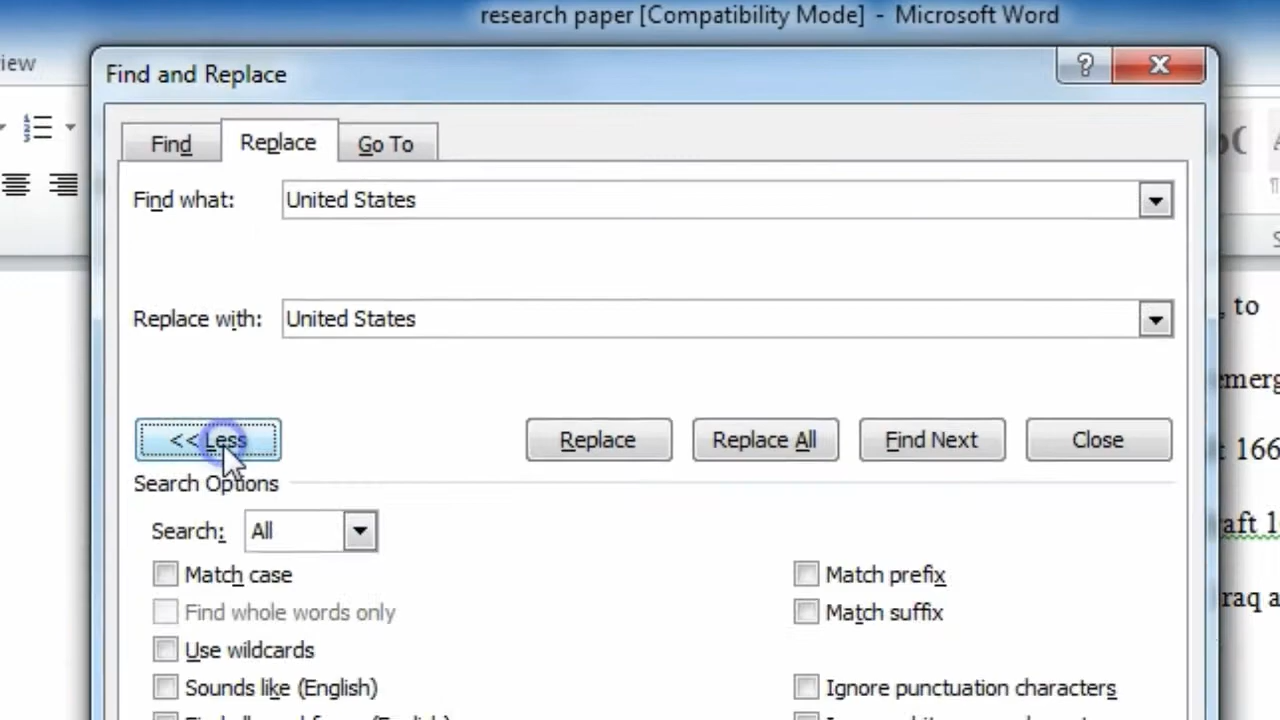 research paper [Compatibility Mode] - Microsoft Word
iew
Find and Replace
?
Find Replace Go To
Find what: United States
Replace with: United States
, to
emerg
<< Less Replace Replace All Find Next Close
t 166
Search Options
Search: All
aft 1
Match case Match prefix
raq a
Find whole words only Match suffix
Use wildcards
Sounds like (English) Ignore punctuation characters